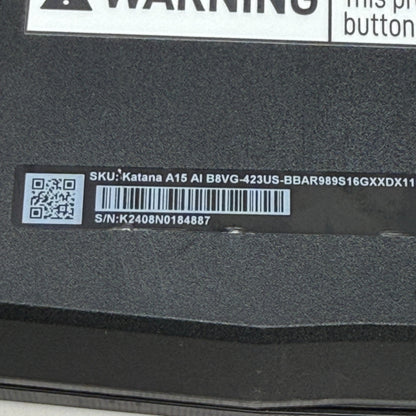 WARNING
This pr
button
SKU: Katana A15 AI B8VG-423US-BBAR989S16GXXDX11
S/N:K2408N0184887